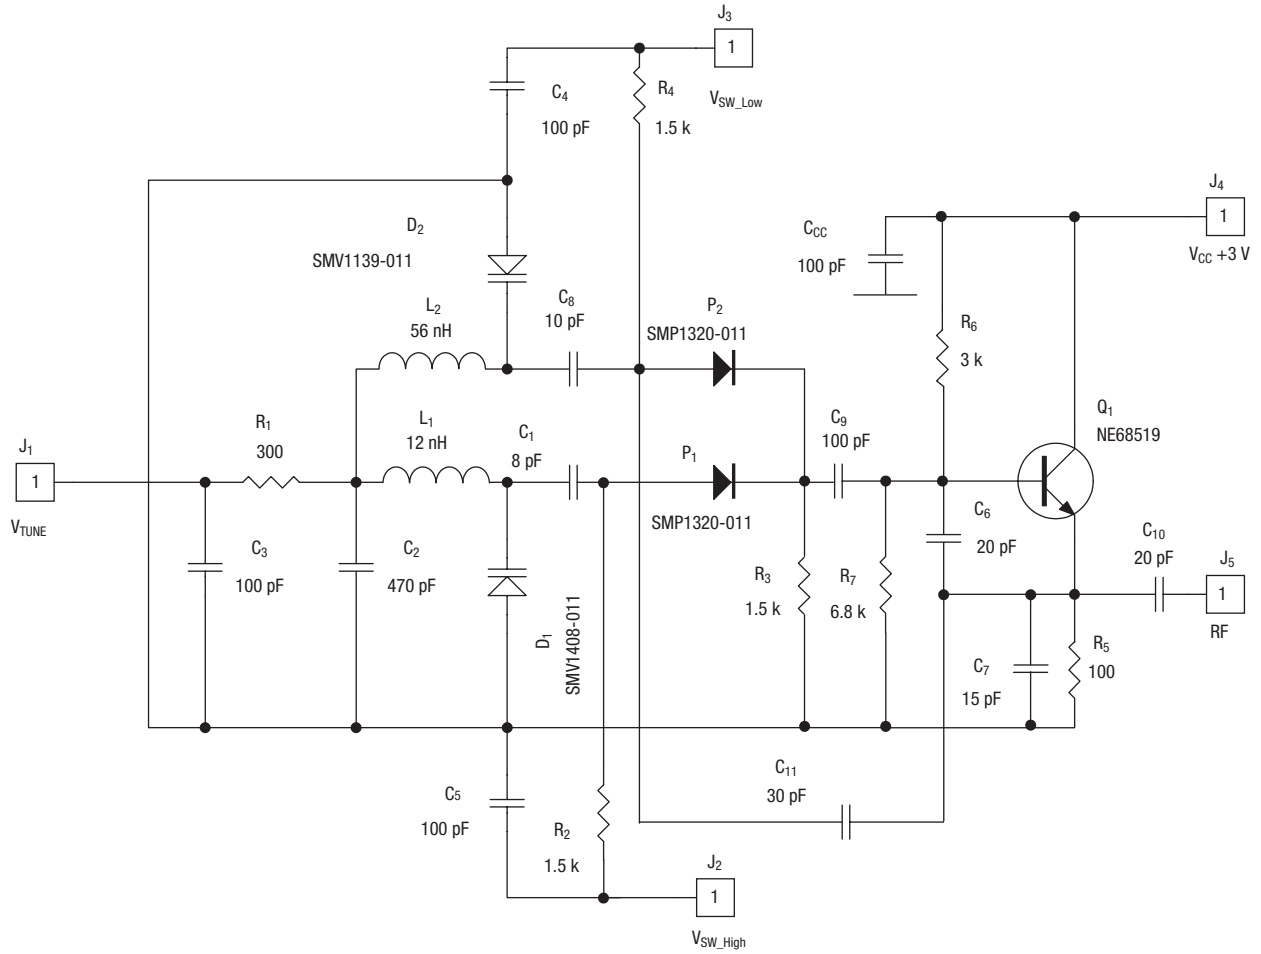 J3
1
VSW_Low
C4
100 pF
R4
1.5 k
J4
1
VCC +3 V
D2
SMV1139-011
CCC
100 pF
L2
56 nH
C8
10 pF
P2
SMP1320-011
R6
3 k
Q1
NE68519
J1
1
VTUNE
R1
300
L1
12 nH
C1
8 pF
P1
SMP1320-011
C9
100 pF
C6
20 pF
C10
20 pF
J5
1
RF
C3
100 pF
C2
470 pF
D1
SMV1408-011
R3
1.5 k
R7
6.8 k
C7
15 pF
R5
100
C11
30 pF
C5
100 pF
R2
1.5 k
J2
1
VSW_High